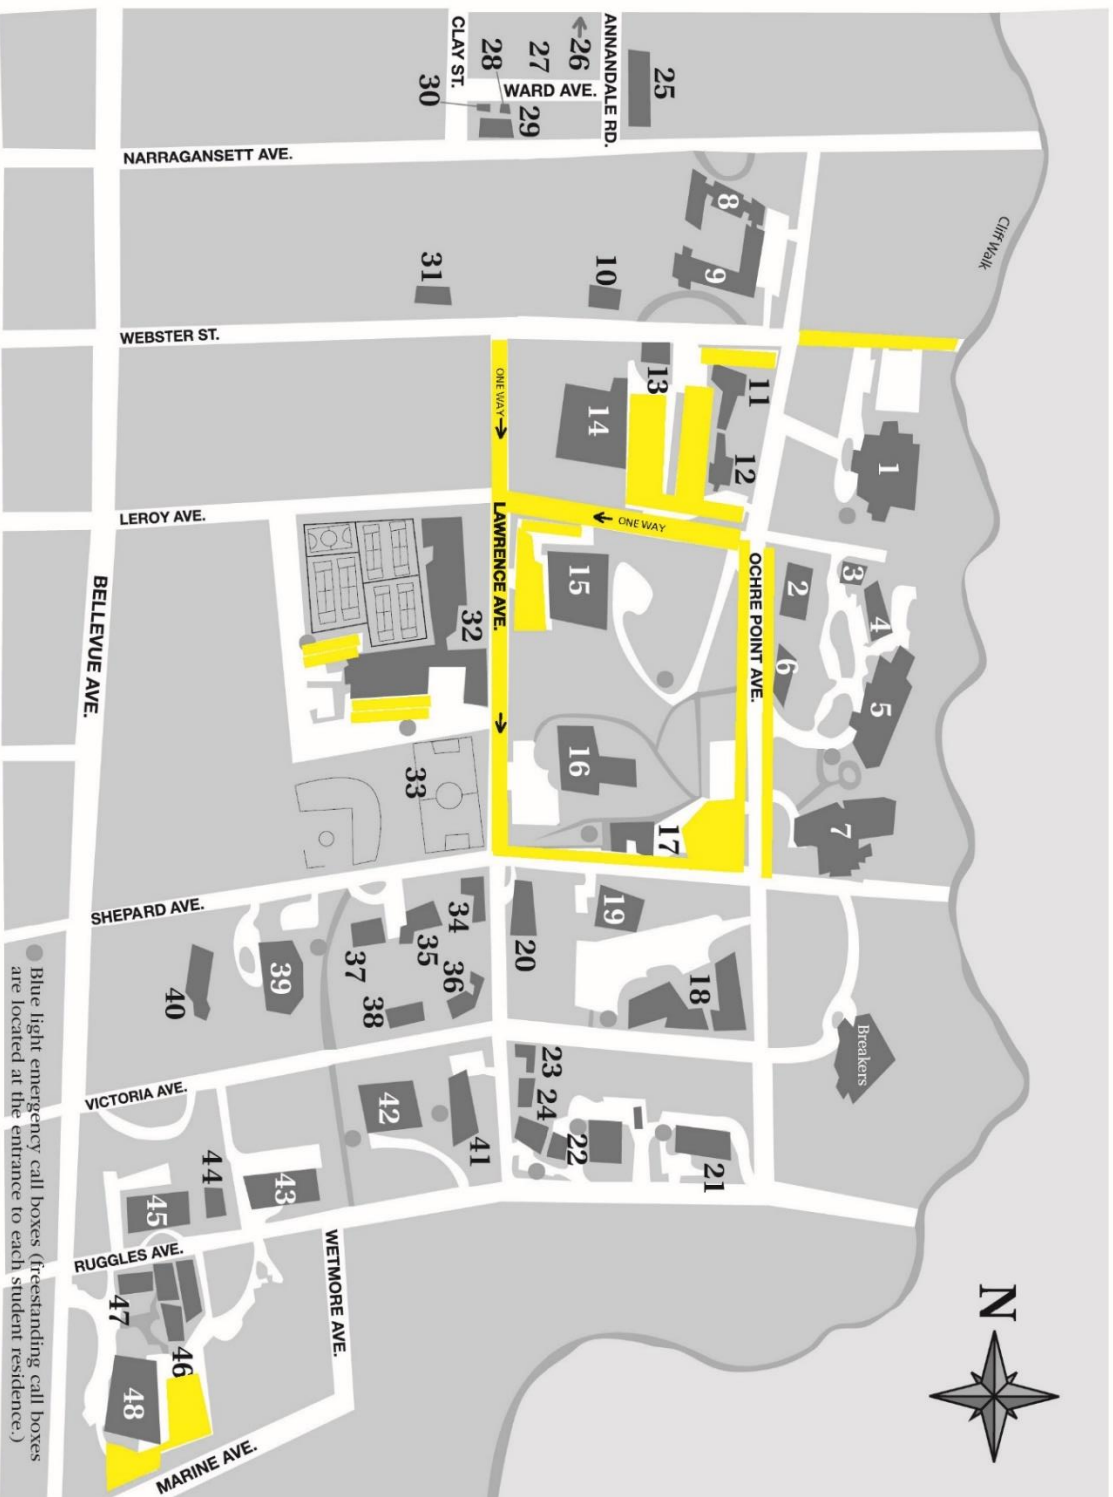 CLAY ST.
28
27
26
ANNANDALE RD.
25
30
WARD AVE.
29
NARRAGANSETT AVE.
8
Cliff Walk
9
31
10
WEBSTER ST.
ONE WAY
13
11
14
12
1
LEROY AVE.
LAWRENCE AVE.
ONE WAY
OCHRE POINT AVE.
15
2
3
4
32
6
5
BELLEVUE AVE.
16
33
17
7
SHEPARD AVE.
34
35
37
36
38
39
40
20
19
18
Breakers
VICTORIA AVE.
23
24
22
21
42
41
44
43
45
RUGGLES AVE.
WETMORE AVE.
47
46
48
MARINE AVE.
N
Blue light emergency call boxes (freestanding call boxes
are located at the entrance to each student residence.)